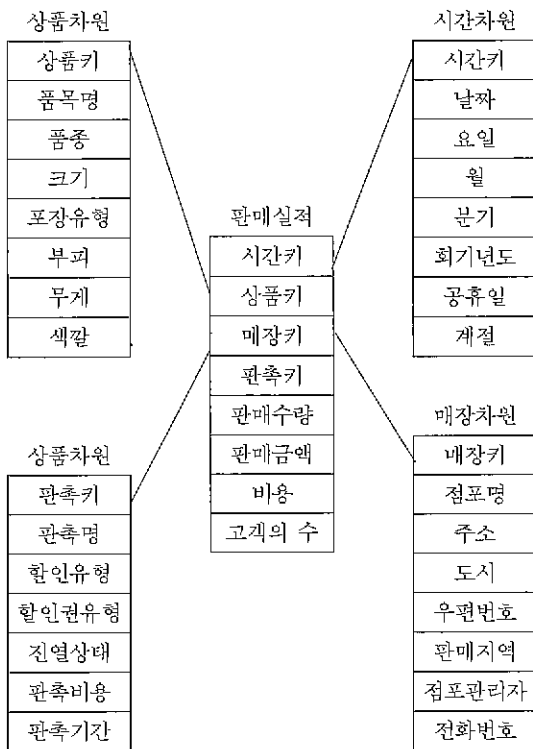 상품차원
상품키
품목명
품종
크기
포장유형
부피
무게
색깔
시간차원
시간키
날짜
요일
월
분기
회기년도
공휴일
계절
판매실적
시간키
상품키
매장키
판촉키
판매수량
판매금액
비용
고객의 수
상품차원
판촉키
판촉명
할인유형
할인권유형
진열상태
판촉비용
판촉기간
매장차원
매장키
점포명
주소
도시
우편번호
판매지역
점포관리자
전화번호